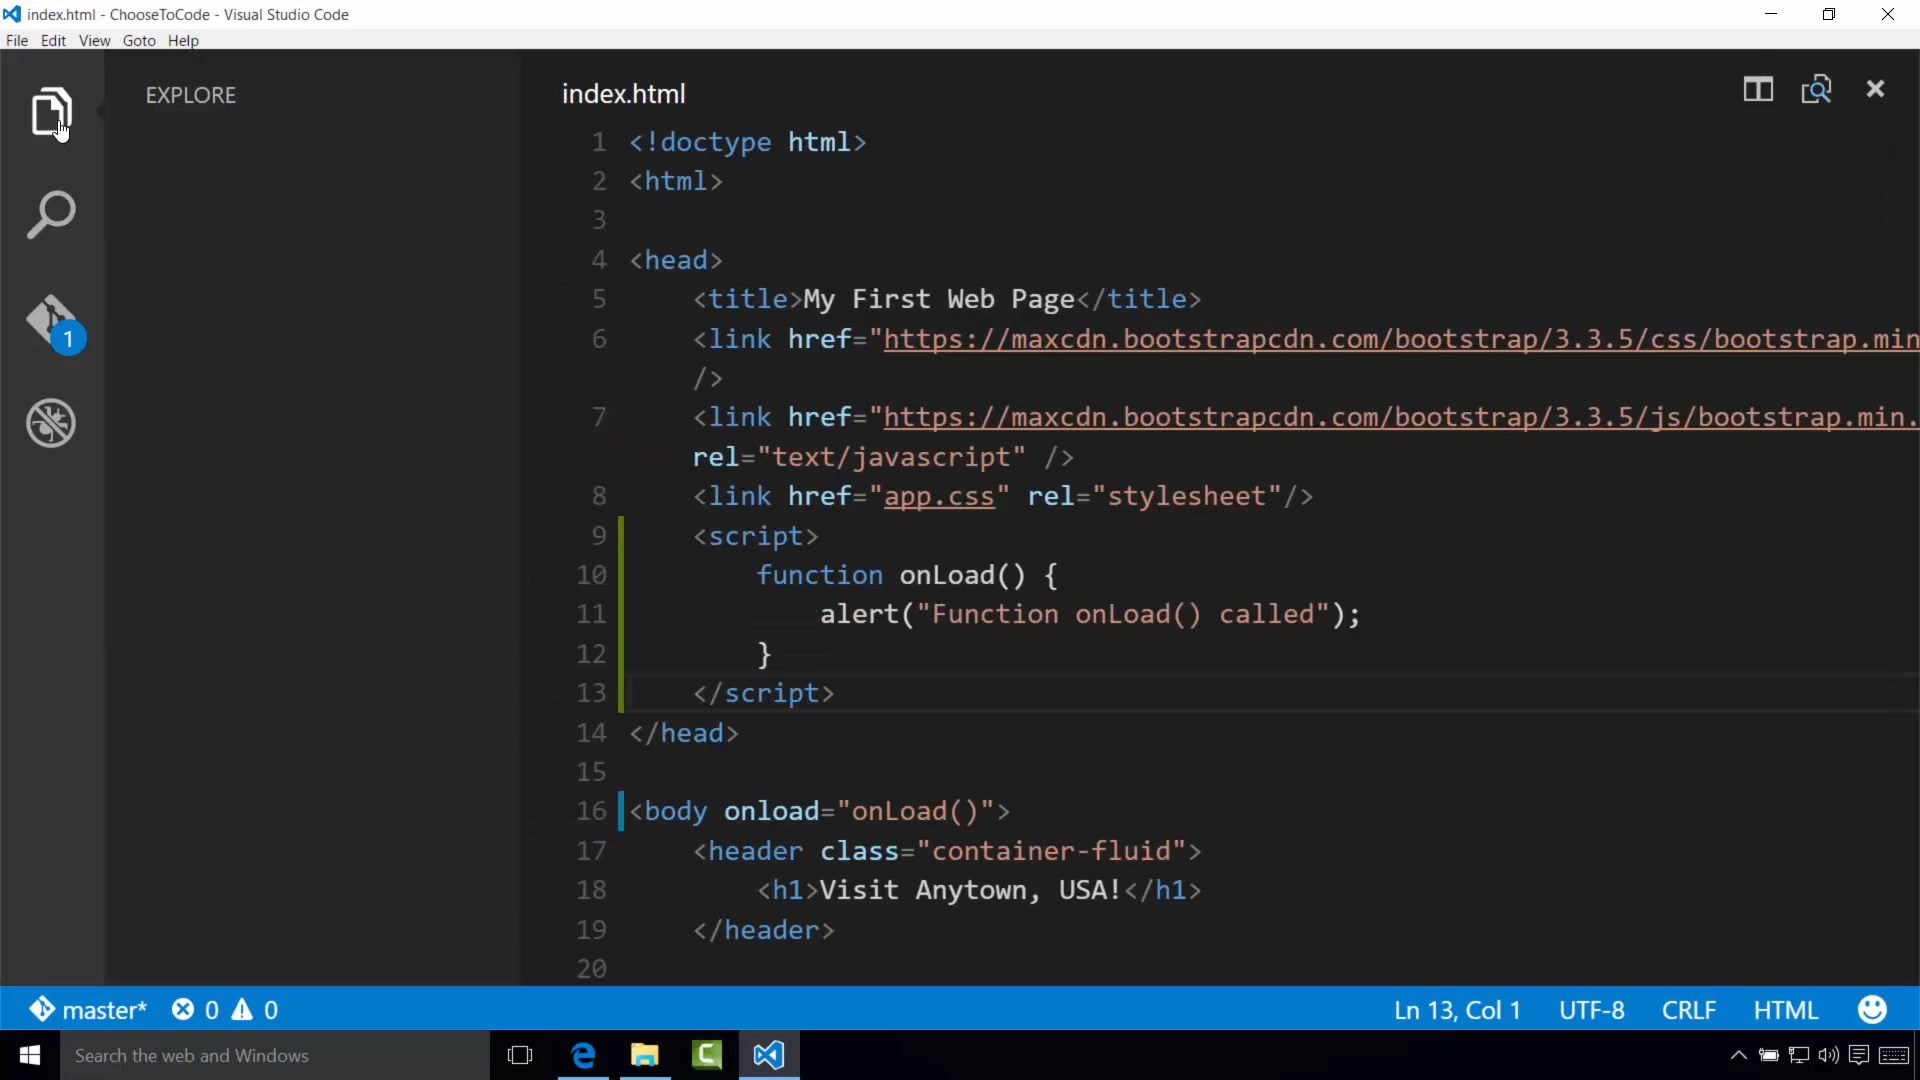 index.html - ChooseToCode - Visual Studio Code
File Edit View Goto Help
EXPLORE
1
index.html
1 <!doctype html>
2 <html>
3
4 <head>
5 <title>My First Web Page</title>
6 <link href="https://maxcdn.bootstrapcdn.com/bootstrap/3.3.5/css/bootstrap.min
/>
7 <link href="https://maxcdn.bootstrapcdn.com/bootstrap/3.3.5/js/bootstrap.min.
rel="text/javascript" />
8 <link href="app.css" rel="stylesheet"/>
9 <script>
10 function onLoad() {
11 alert("Function onLoad() called");
12 }
13 </script>
14 </head>
15
16 <body onload="onLoad()">
17 <header class="container-fluid">
18 <h1>Visit Anytown, USA!</h1>
19 </header>
20
master* 0 0 Ln 13, Col 1 UTF-8 CRLF HTML
Search the web and Windows